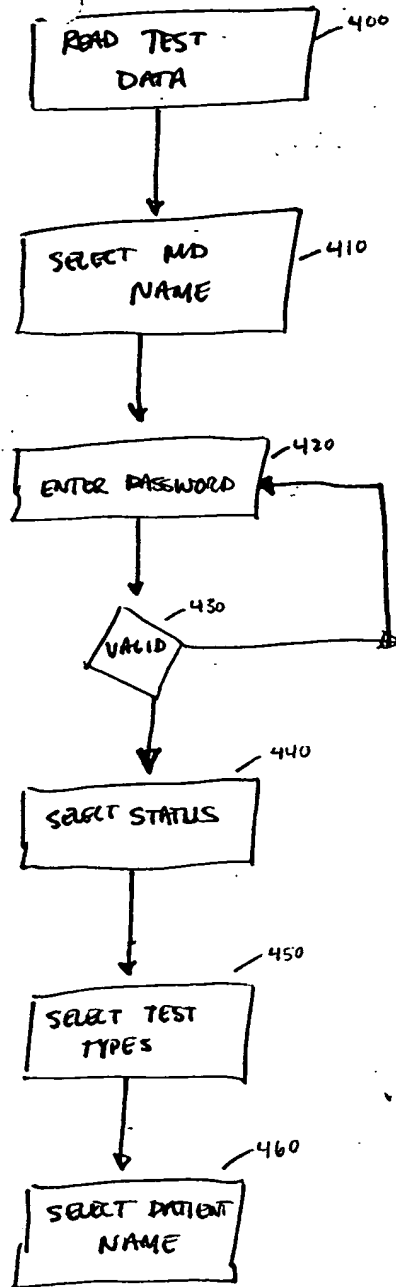 READ TEST
DATA
400
SELECT MD
NAME
410
420
ENTER PASSWORD
430
VALID
440
SELECT STATUS
450
SELECT TEST
TYPES
460
SELECT PATIENT
NAME